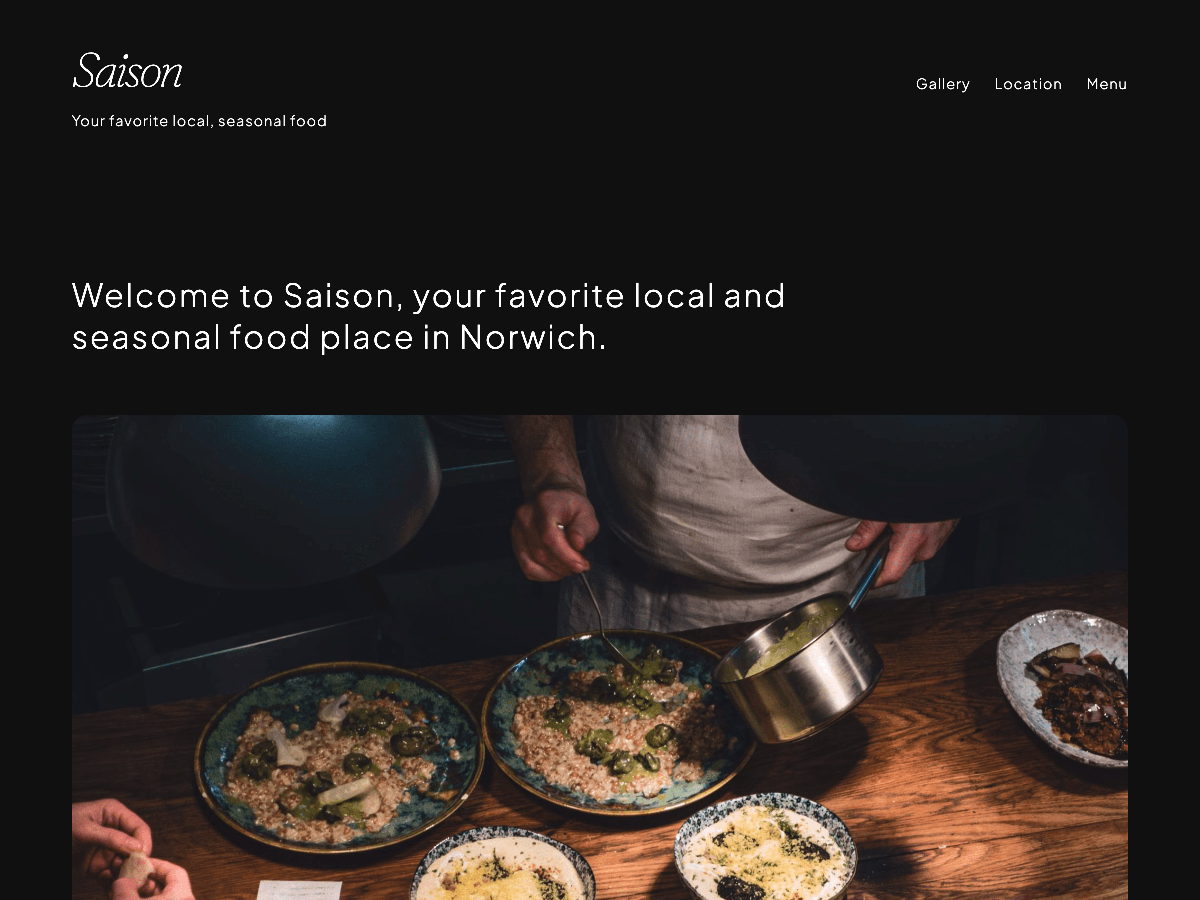 Saison
Your favorite local, seasonal food
Gallery Location Menu
Welcome to Saison, your favorite local and
seasonal food place in Norwich.